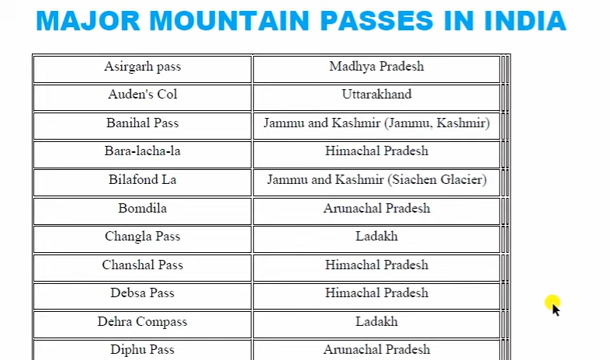 MAJOR MOUNTAIN PASSES IN INDIA
Asirgarh pass Madhya Pradesh
Auden's Col Uttarakhand
Banihal Pass Jammu and Kashmir (Jammu, Kashmir)
Bara-lacha-la Himachal Pradesh
Bilafond La Jammu and Kashmir (Siachen Glacier)
Bomdila Arunachal Pradesh
Changla Pass Ladakh
Chanshal Pass Himachal Pradesh
Debsa Pass Himachal Pradesh
Dehra Compass Ladakh
Diphu Pass Arunachal Pradesh